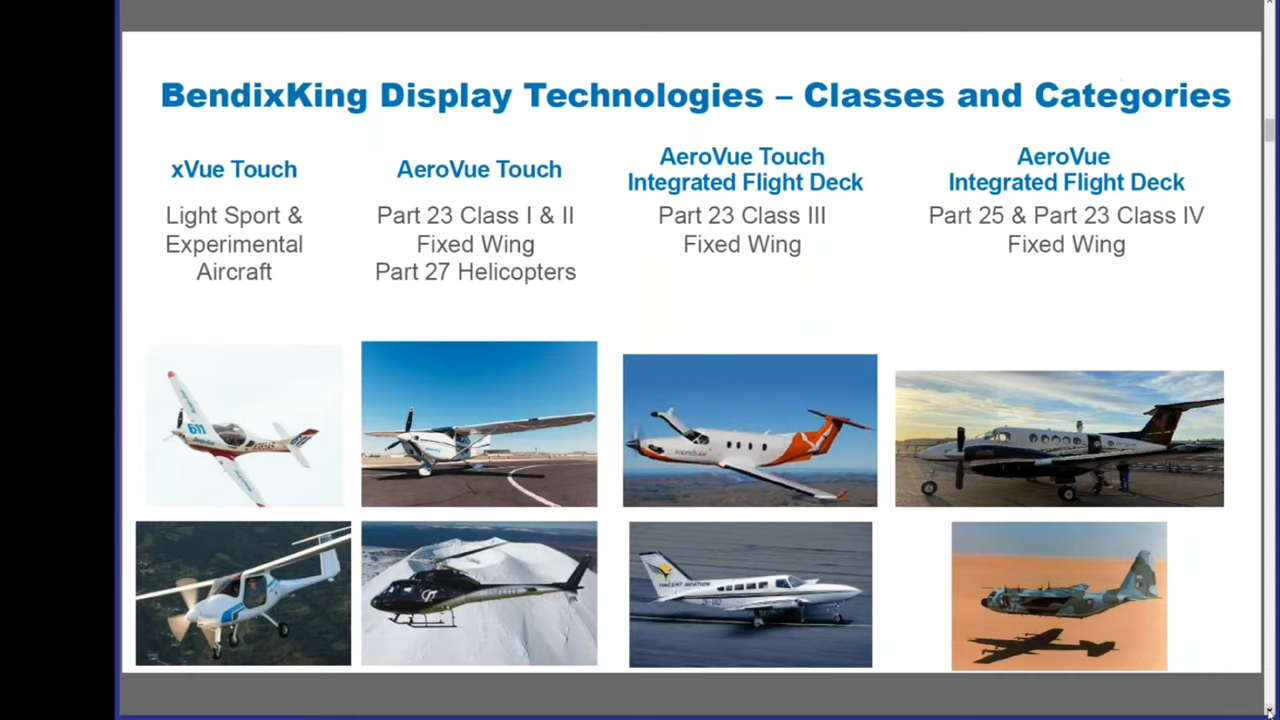 BendixKing Display Technologies – Classes and Categories
xVue Touch
Light Sport &
Experimental
Aircraft
AeroVue Touch
Part 23 Class I & II
Fixed Wing
Part 27 Helicopters
AeroVue Touch
Integrated Flight Deck
Part 23 Class III
Fixed Wing
AeroVue
Integrated Flight Deck
Part 25 & Part 23 Class IV
Fixed Wing
611
VINCENT AVIATION